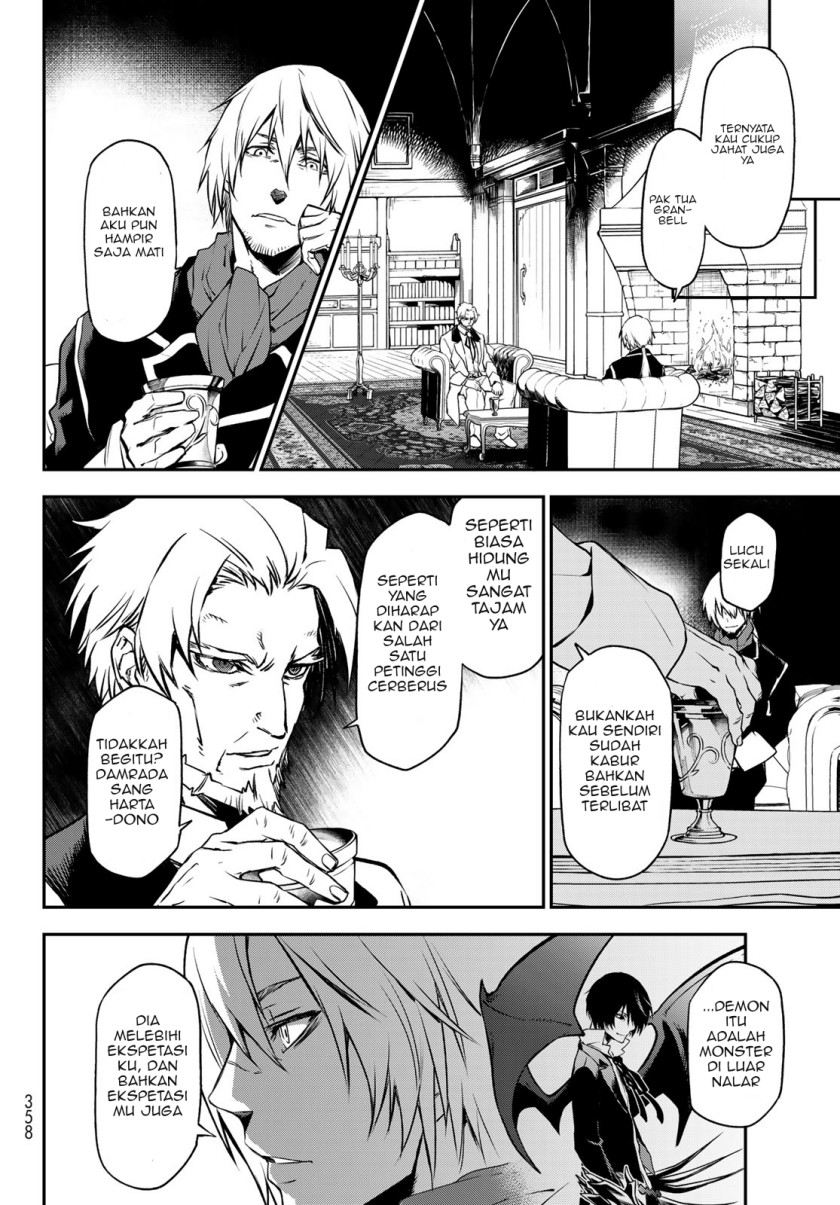 TERNYATA
KAU CUKUP
JAHAT JUGA
YA
PAK TUA
GRAN-
BELL
BAHKAN
AKU PUN
HAMPIR
SAJA MATI
LUCU
SEKALI
BUKANKAH
KAU SENDIRI
SUDAH
KABUR
BAHKAN
SEBELUM
TERLIBAT
SEPERTI
BIASA
HIDUNG
MU
SANGAT
TAJAM
YA
SEPERTI
YANG
DIHARAP
KAN DARI
SALAH
SATU
PETINGGI
CERBERUS
TIDAKKAH
BEGITU?
DAMRADA
SANG
HARTA
-DONO
...DEMON
ITU
ADALAH
MONSTER
DI LUAR
NALAR
DIA
MELEBIHI
EKSPETASI
KU, DAN
BAHKAN
EKSPETASI
MU JUGA
358